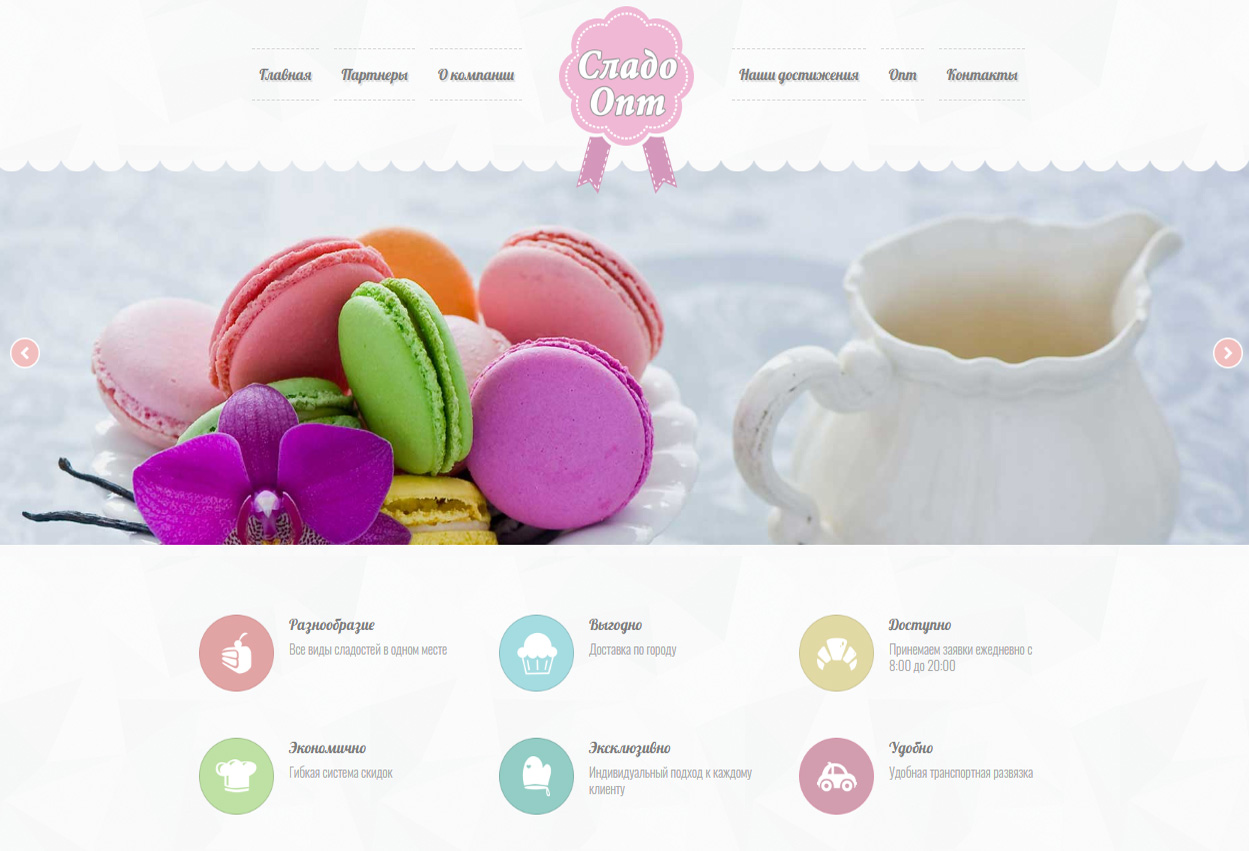 Главная
Партнеры
О компании
Сладо
Опт
Наши достижения
Опт
Контакты
Разнообразие
Все виды сладостей в одном месте
Выгодно
Доставка по городу
Доступно
Принемаем заявки ежедневно с
8:00 до 20:00
Экономично
Гибкая система скидок
Эксклюзивно
Индивидуальный подход к каждому
клиенту
Удобно
Удобная транспортная развязка